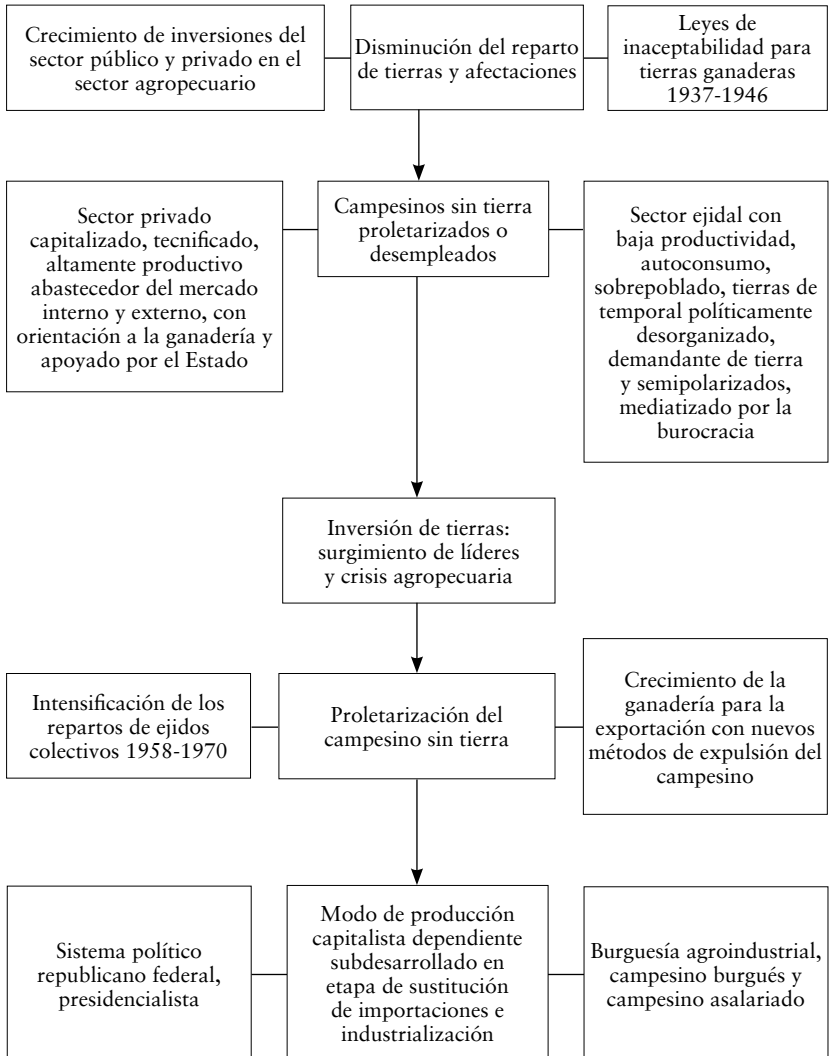 Crecimiento de inversiones del
sector público y privado en el
sector agropecuario
Disminución del reparto
de tierras y afectaciones
Leyes de
inaceptabilidad para
tierras ganaderas
1937-1946
Sector privado
capitalizado, tecnificado,
altamente productivo
abastecedor del mercado
interno y externo, con
orientación a la ganadería y
apoyado por el Estado
Campesinos sin tierra
proletarizados o
desempleados
Sector ejidal con
baja productividad,
autoconsumo,
sobrepoblado, tierras de
temporal políticamente
desorganizado,
demandante de tierra
y semipolarizados,
mediatizado por la
burocracia
Inversión de tierras:
surgimiento de líderes
y crisis agropecuaria
Intensificación de los
repartos de ejidos
colectivos 1958-1970
Proletarización del
campesino sin tierra
Crecimiento de la
ganadería para la
exportación con nuevos
métodos de expulsión del
campesino
Sistema político
republicano federal,
presidencialista
Modo de producción
capitalista dependiente
subdesarrollado en
etapa de sustitución
de importaciones e
industrialización
Burguesía agroindustrial,
campesino burgués y
campesino asalariado